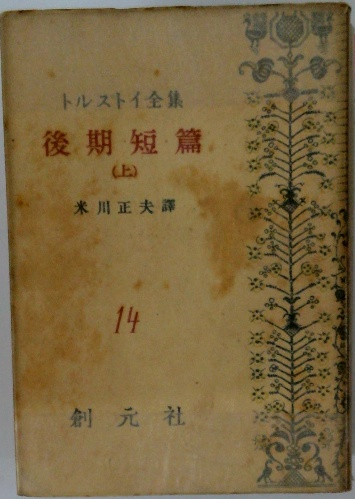 トルストイ全集
後期短篇
(上)
米川正夫譯
14
創元社